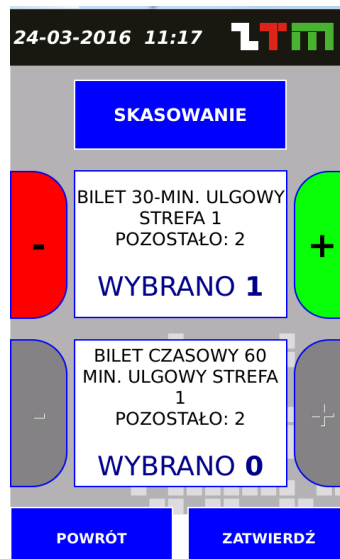 24-03-2016 11:17 ZTM
SKASOWANIE
BILET 30-MIN. ULGOWY
STREFA 1
POZOSTAŁO: 2
- +
WYBRANO 1
BILET CZASOWY 60
MIN. ULGOWY STREFA
1
POZOSTAŁO: 2
- +
WYBRANO 0
POWRÓT ZATWIERDŹ